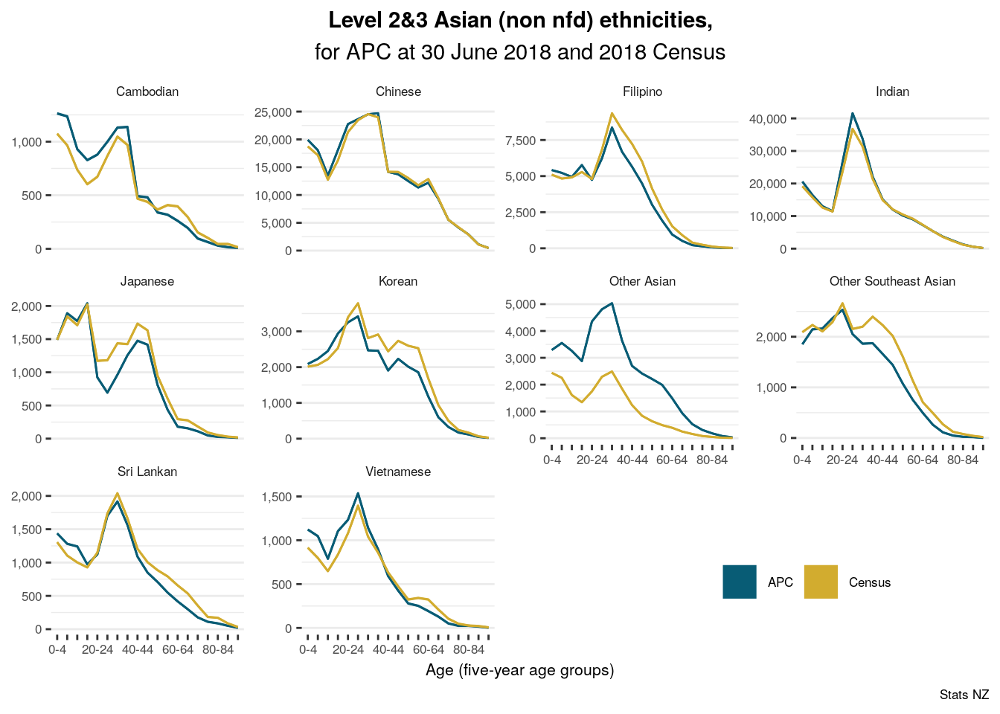 Level 2&3 Asian (non nfd) ethnicities,
for APC at 30 June 2018 and 2018 Census
Cambodian
1,000
500
0
Chinese
25,000
20,000
15,000
10,000
5,000
0
Filipino
7,500
5,000
2,500
0
Indian
40,000
30,000
20,000
10,000
0
Japanese
2,000
1,500
1,000
500
0
Korean
3,000
2,000
1,000
0
Other Asian
5,000
4,000
3,000
2,000
1,000
0
0-4 20-24 40-44 60-64 80-84
Other Southeast Asian
2,000
1,000
0
0-4 20-24 40-44 60-64 80-84
Sri Lankan
2,000
1,500
1,000
500
0
0-4 20-24 40-44 60-64 80-84
Vietnamese
1,500
1,000
500
0
0-4 20-24 40-44 60-64 80-84
APC Census
Age (five-year age groups)
Stats NZ